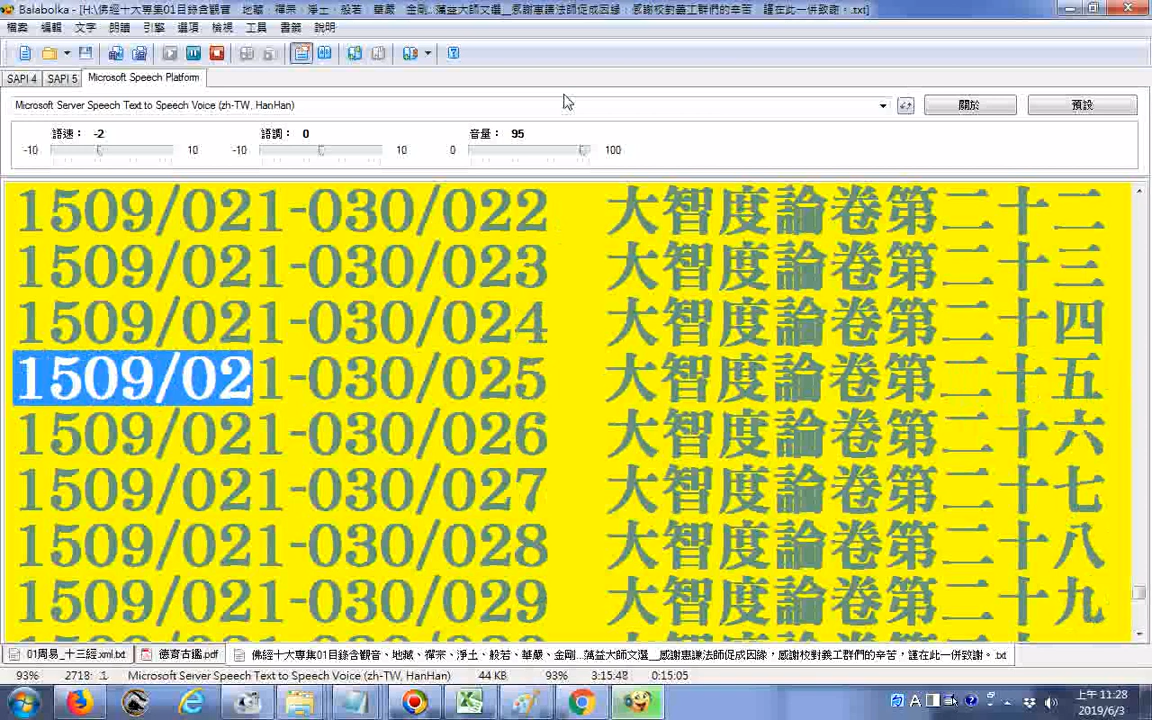 Balabolka - [H:\佛經十大專集01目錄含觀音、地藏、禪宗、淨土、般若、華嚴、金剛...蕅益大師文選__感謝惠謙法師促成因緣，感謝校對義工群們的辛苦，謹在此一併致謝。.txt]
檔案 編輯 文字 朗讀 引擎 選項 檢視 工具 書籤 說明
SAPI 4 SAPI 5 Microsoft Speech Platform
Microsoft Server Speech Text to Speech Voice (zh-TW, HanHan) 關於 預設
語速： -2 語調： 0 音量： 95
-10 10 -10 10 0 100
1509/021-030/022 大智度論卷第二十二
1509/021-030/023 大智度論卷第二十三
1509/021-030/024 大智度論卷第二十四
1509/021-030/025 大智度論卷第二十五
1509/021-030/026 大智度論卷第二十六
1509/021-030/027 大智度論卷第二十七
1509/021-030/028 大智度論卷第二十八
1509/021-030/029 大智度論卷第二十九
01周易_十三經.xml.txt 德育古鑑.pdf 佛經十大專集01目錄含觀音、地藏、禪宗、淨土、般若、華嚴、金剛...蕅益大師文選__感謝惠謙法師促成因緣，感謝校對義工群們的辛苦，謹在此一併致謝。.txt
93% 2718: 1 Microsoft Server Speech Text to Speech Voice (zh-TW, HanHan) 44 KB 93% 3:15:48 0:15:05
上午 11:28
2019/6/3